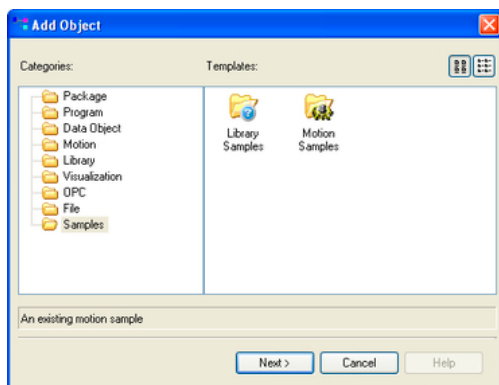 Add Object
Categories:
Templates:
Package
Program
Data Object
Motion
Library
Visualization
OPC
File
Samples
Library
Samples
Motion
Samples
An existing motion sample
Next >
Cancel
Help